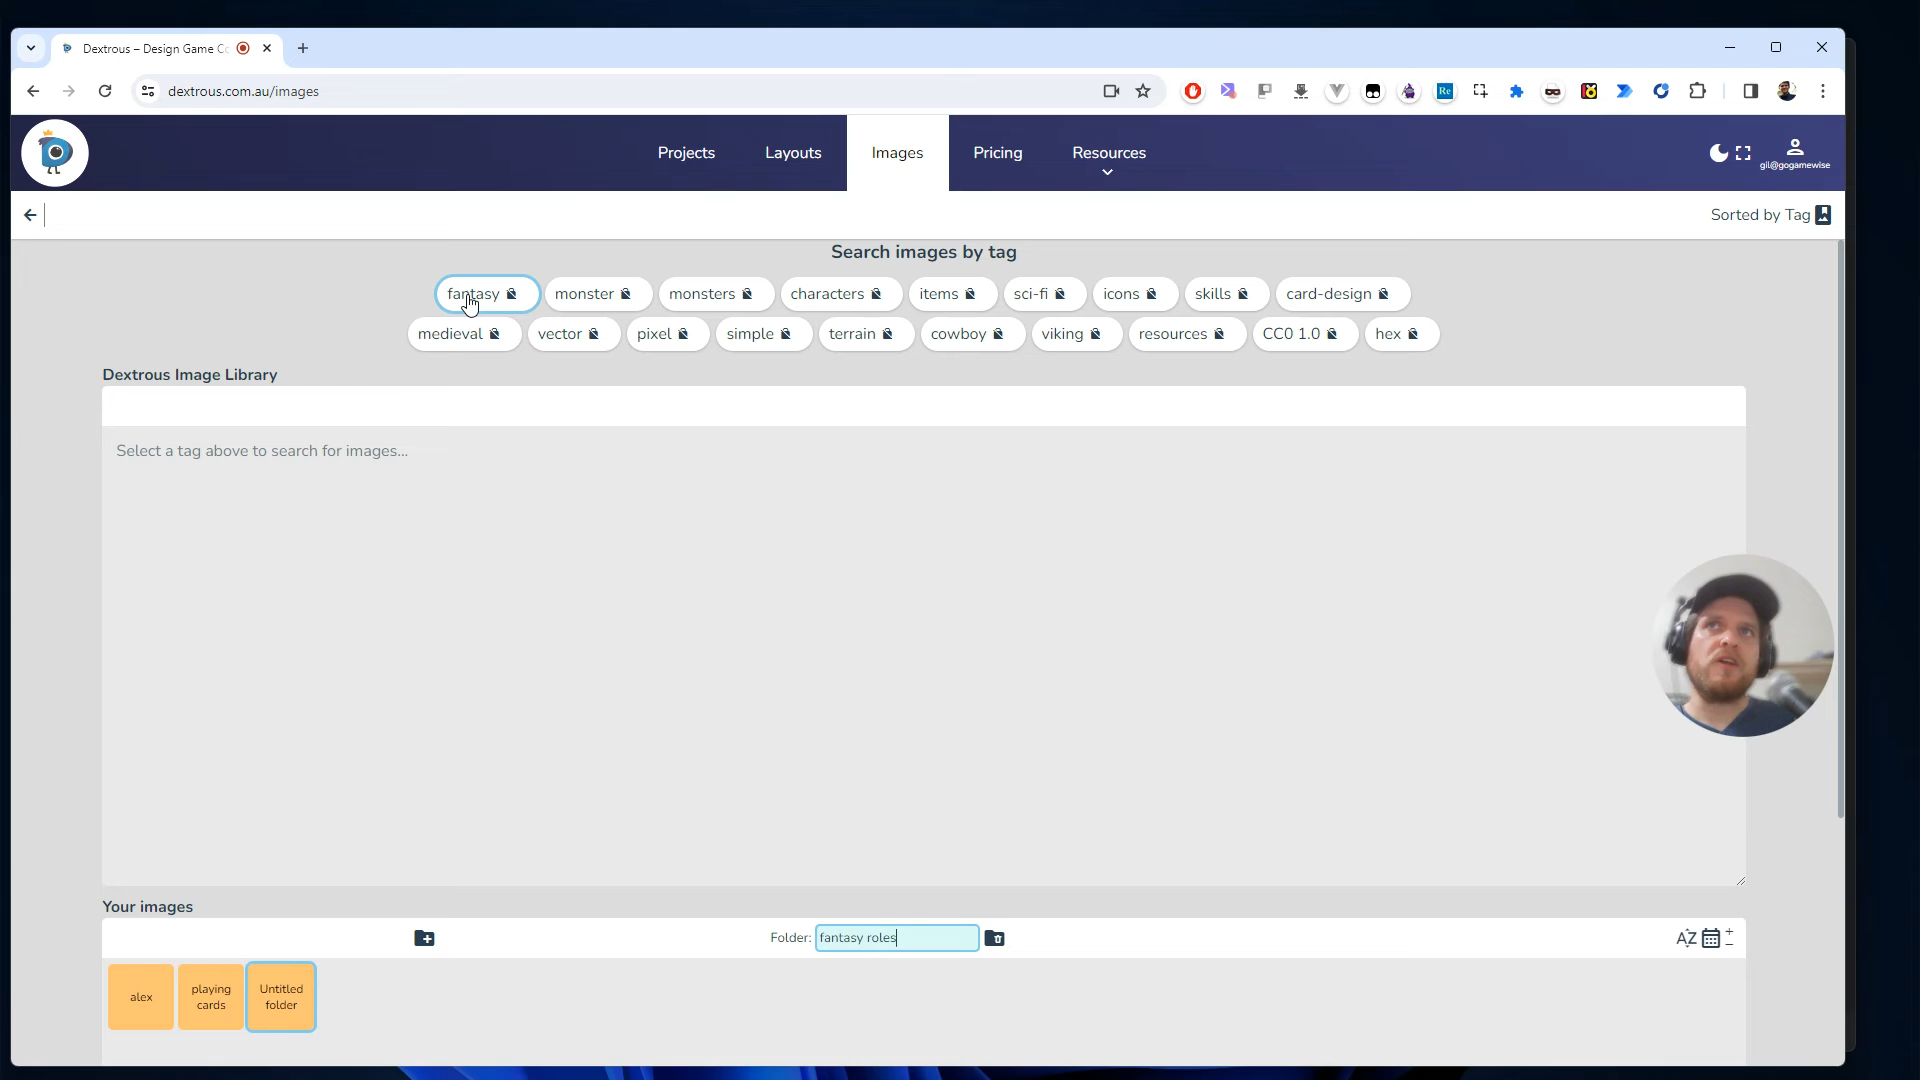 Dextrous – Design Game Co
dextrous.com.au/images
Re
Projects
Layouts
Images
Pricing
Resources
gil@gogamewise
Sorted by Tag
Search images by tag
fantasy
monster
monsters
characters
items
sci-fi
icons
skills
card-design
medieval
vector
pixel
simple
terrain
cowboy
viking
resources
CC0 1.0
hex
Dextrous Image Library
Select a tag above to search for images...
Your images
Folder: fantasy roles
AZ
alex
playing
cards
Untitled
folder